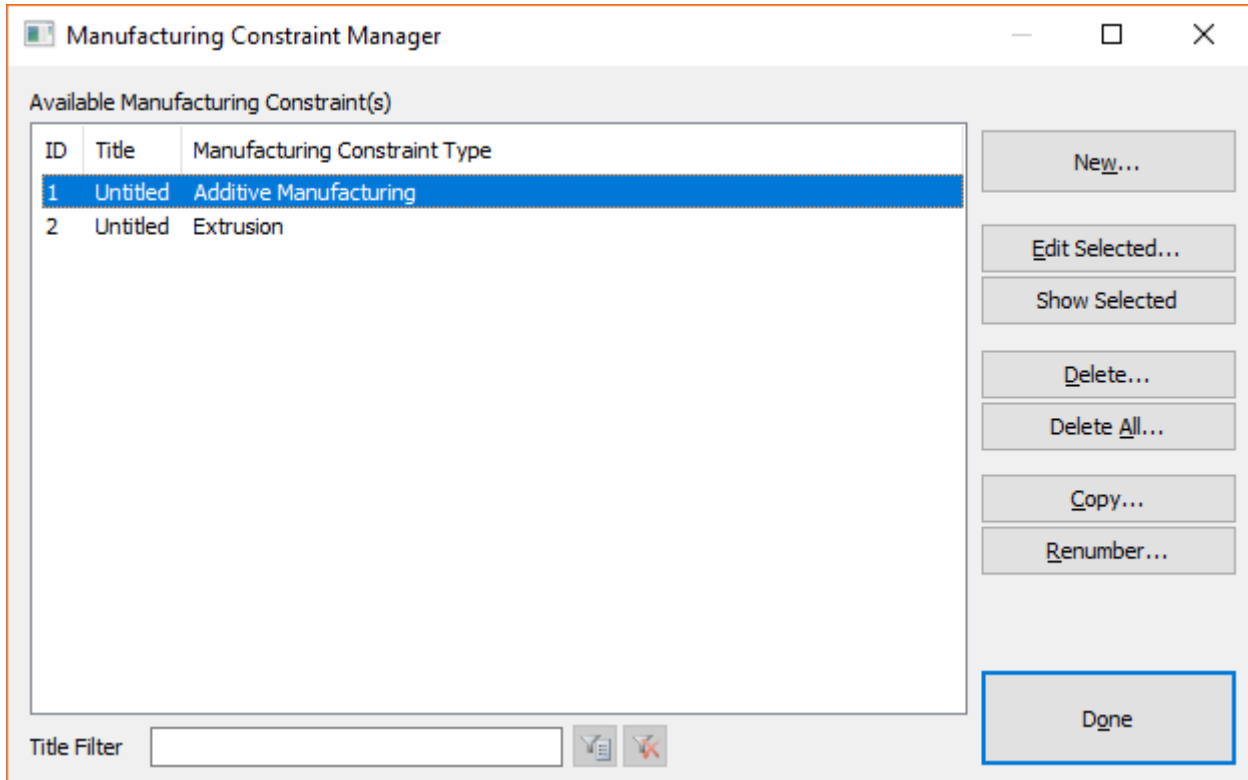 Manufacturing Constraint Manager
Available Manufacturing Constraint(s)
ID Title Manufacturing Constraint Type
1 Untitled Additive Manufacturing
2 Untitled Extrusion
New...
Edit Selected...
Show Selected
Delete...
Delete All...
Copy...
Renumber...
Done
Title Filter